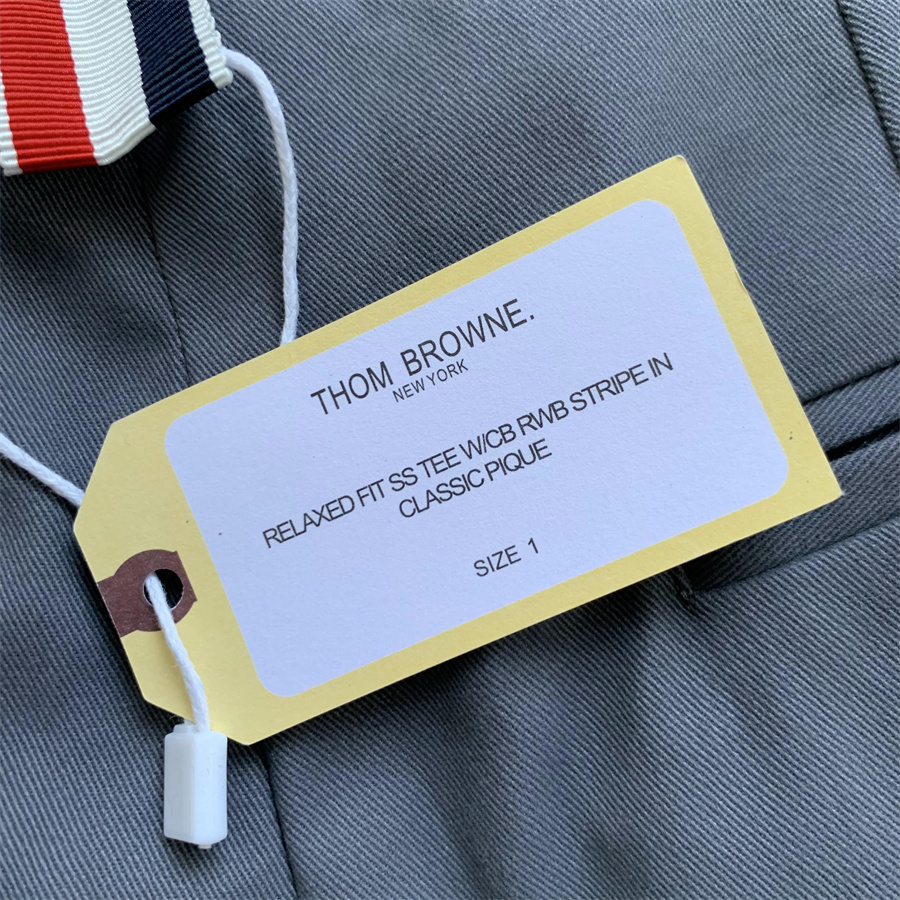 THOM BROWNE.
NEW YORK
RELAXED FIT SS TEE W/CB RWB STRIPE IN
CLASSIC PIQUE
SIZE 1